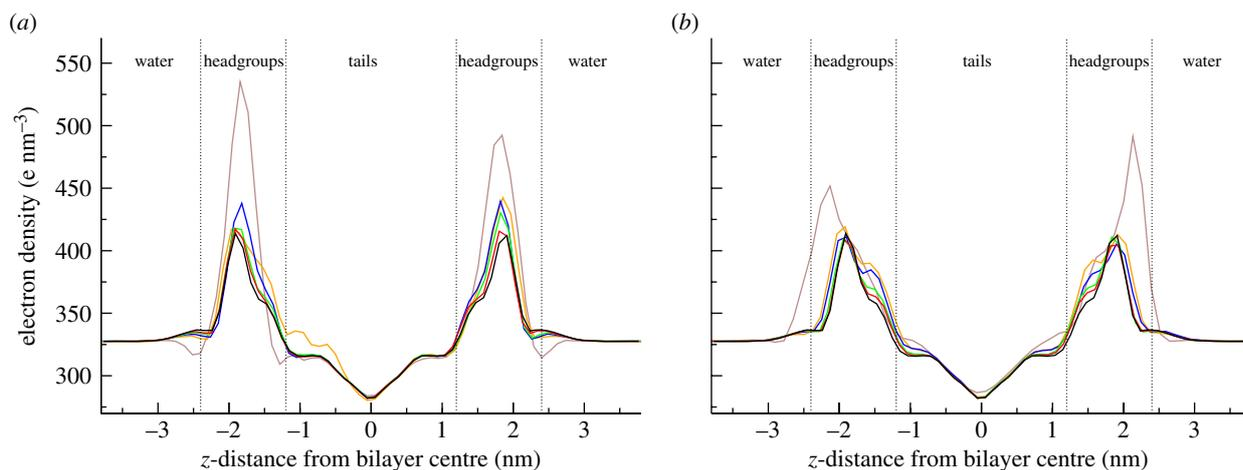 (a)
(b)
water headgroups tails headgroups water
water headgroups tails headgroups water
550
500
450
400
350
300
electron density (e nm⁻³)
–3 –2 –1 0 1 2 3
–3 –2 –1 0 1 2 3
z-distance from bilayer centre (nm)
z-distance from bilayer centre (nm)